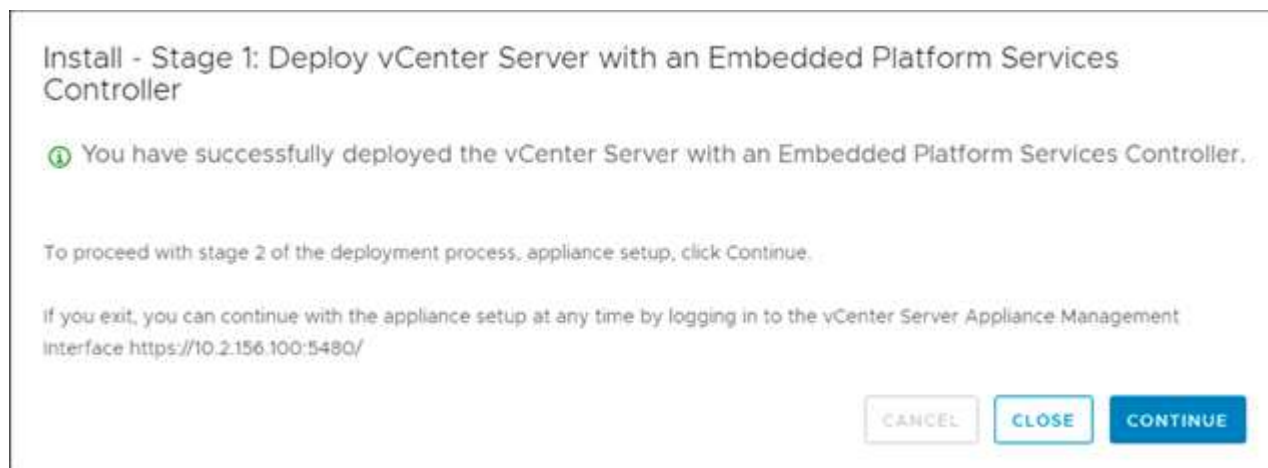 Install - Stage 1: Deploy vCenter Server with an Embedded Platform Services
Controller
You have successfully deployed the vCenter Server with an Embedded Platform Services Controller.
To proceed with stage 2 of the deployment process, appliance setup, click Continue.
If you exit, you can continue with the appliance setup at any time by logging in to the vCenter Server Appliance Management
Interface https://10.2.156.100:5480/
CANCEL CLOSE CONTINUE